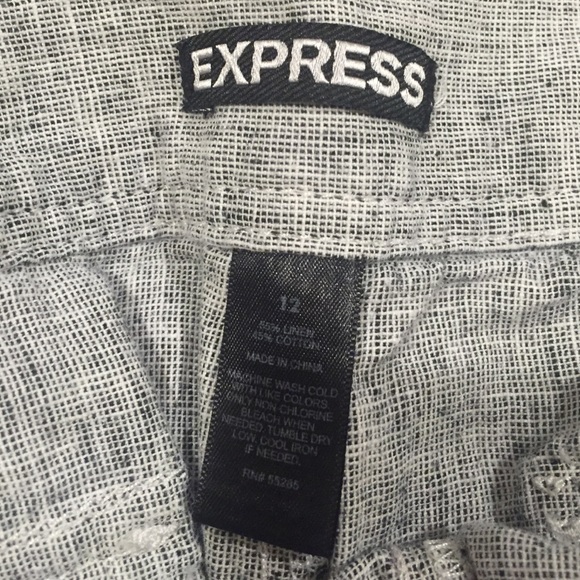 EXPRESS
12
55% LINEN
45% COTTON
MADE IN CHINA
MACHINE WASH COLD
WITH LIKE COLORS.
ONLY NON-CHLORINE
BLEACH WHEN
NEEDED. TUMBLE DRY
LOW. COOL IRON
IF NEEDED.
RN# 55285